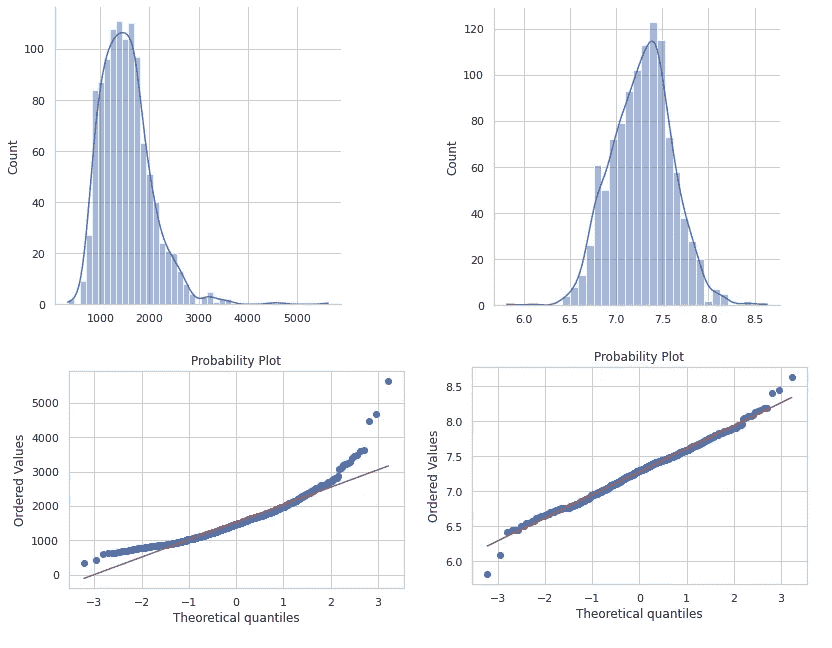 100
80
60
40
20
0
Count
1000 2000 3000 4000 5000
120
100
80
60
40
20
0
Count
6.0 6.5 7.0 7.5 8.0 8.5
Probability Plot
5000
4000
3000
2000
1000
0
Ordered Values
−3 −2 −1 0 1 2 3
Theoretical quantiles
Probability Plot
8.5
8.0
7.5
7.0
6.5
6.0
Ordered Values
−3 −2 −1 0 1 2 3
Theoretical quantiles